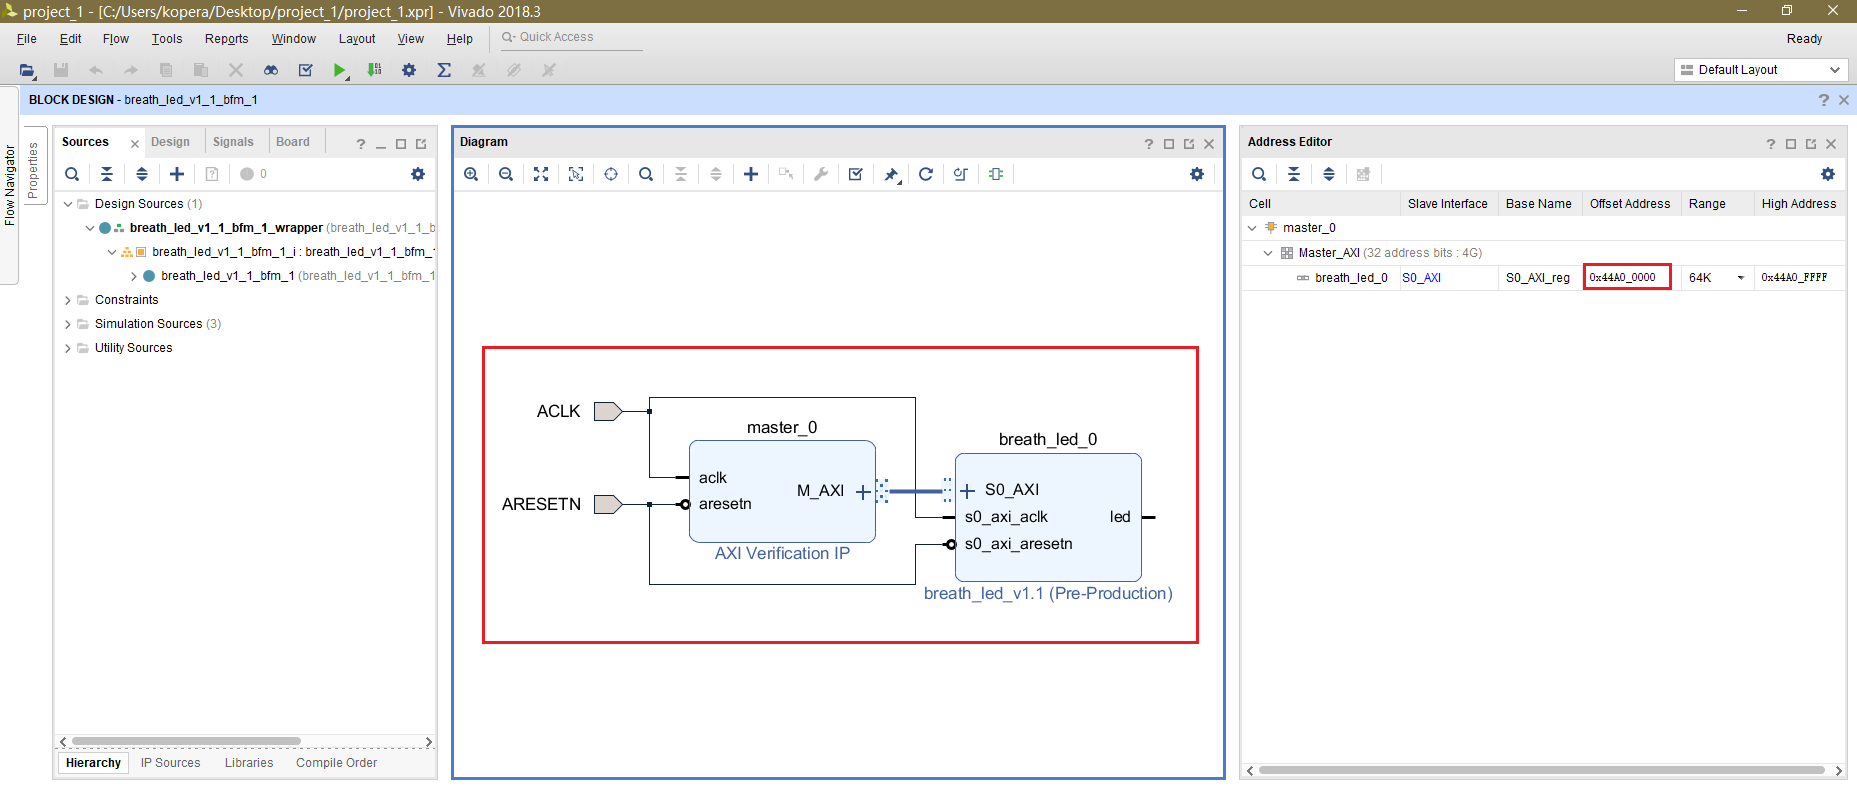 project_1 - [C:/Users/kopera/Desktop/project_1/project_1.xpr] - Vivado 2018.3
File Edit Flow Tools Reports Window Layout View Help Quick Access Ready
Default Layout
BLOCK DESIGN - breath_led_v1_1_bfm_1
Flow Navigator
Properties
Sources Design Signals Board
0
Design Sources (1)
breath_led_v1_1_bfm_1_wrapper (breath_led_v1_1_b
breath_led_v1_1_bfm_1_i : breath_led_v1_1_bfm_
breath_led_v1_1_bfm_1 (breath_led_v1_1_bfm_1
Constraints
Simulation Sources (3)
Utility Sources
Hierarchy IP Sources Libraries Compile Order
Diagram
ACLK
ARESETN
master_0
aclk
M_AXI
aresetn
AXI Verification IP
breath_led_0
S0_AXI
s0_axi_aclk led
s0_axi_aresetn
breath_led_v1.1 (Pre-Production)
Address Editor
Cell Slave Interface Base Name Offset Address Range High Address
master_0
Master_AXI (32 address bits : 4G)
breath_led_0 S0_AXI S0_AXI_reg 0x44A0_0000 64K 0x44A0_FFFF